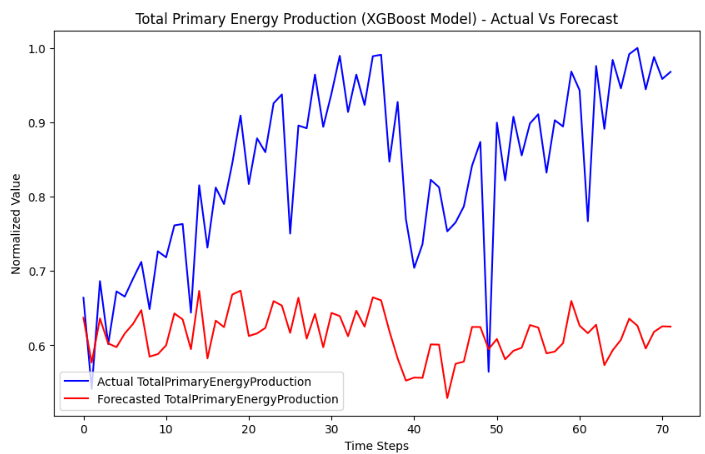 Total Primary Energy Production (XGBoost Model) - Actual Vs Forecast
Normalized Value
1.0
0.9
0.8
0.7
0.6
Actual TotalPrimaryEnergyProduction
Forecasted TotalPrimaryEnergyProduction
0 10 20 30 40 50 60 70
Time Steps